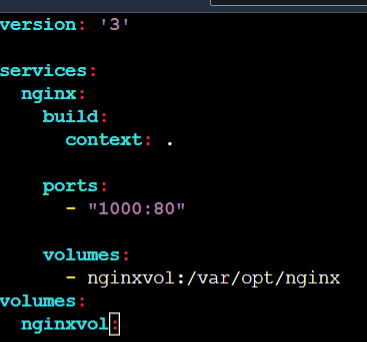 version: '3'
services:
  nginx:
    build:
      context: .
    ports:
      - "1000:80"
    volumes:
      - nginxvol:/var/opt/nginx
volumes:
  nginxvol: